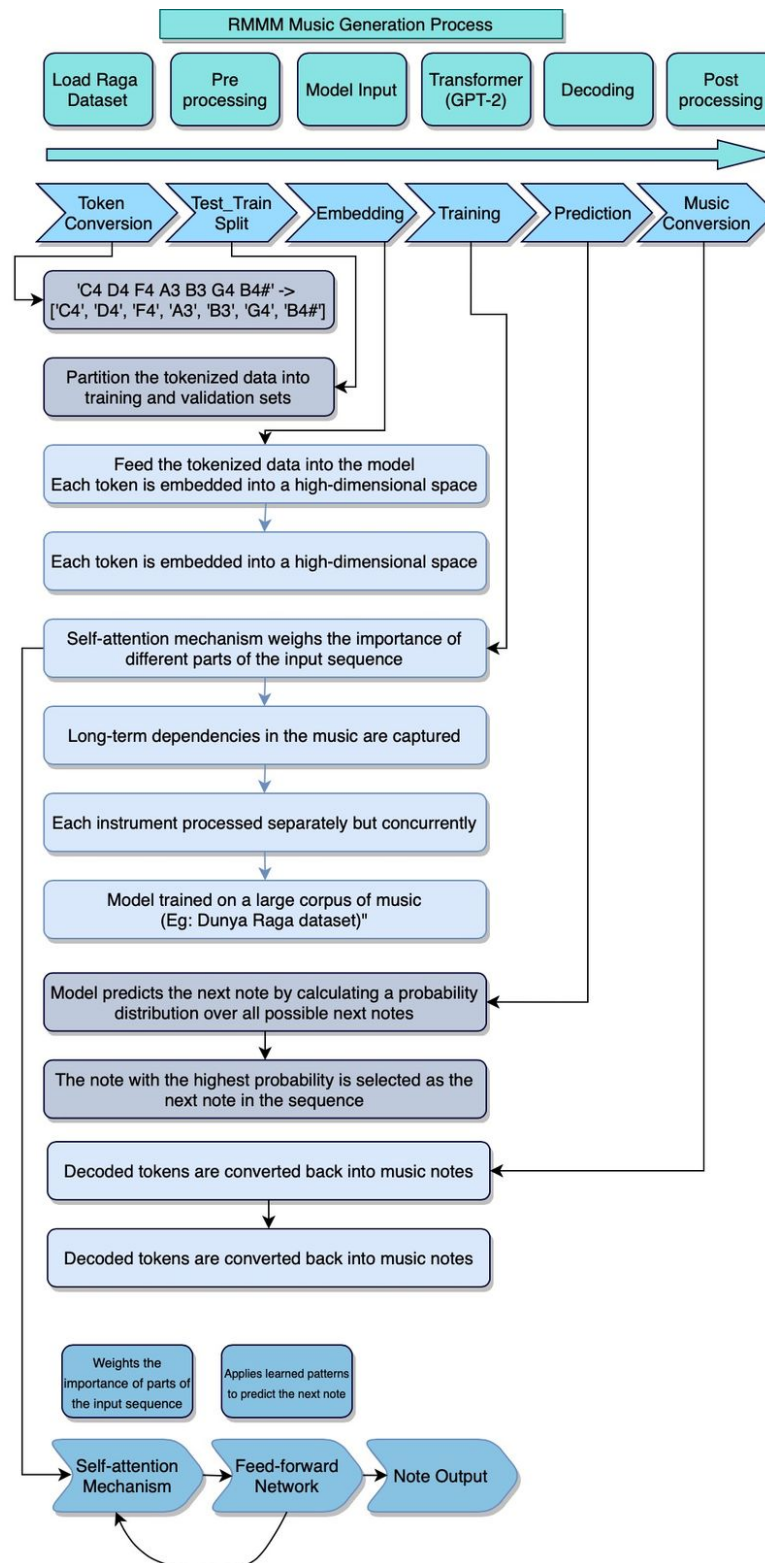 RMMM Music Generation Process
Load Raga
Dataset
Pre
processing
Model Input
Transformer
(GPT-2)
Decoding
Post
processing
Token
Conversion
Test_Train
Split
Embedding
Training
Prediction
Music
Conversion
'C4 D4 F4 A3 B3 G4 B4#' ->
['C4', 'D4', 'F4', 'A3', 'B3', 'G4', 'B4#']
Partition the tokenized data into
training and validation sets
Feed the tokenized data into the model
Each token is embedded into a high-dimensional space
Each token is embedded into a high-dimensional space
Self-attention mechanism weighs the importance of
different parts of the input sequence
Long-term dependencies in the music are captured
Each instrument processed separately but concurrently
Model trained on a large corpus of music
(Eg: Dunya Raga dataset)"
Model predicts the next note by calculating a probability
distribution over all possible next notes
The note with the highest probability is selected as the
next note in the sequence
Decoded tokens are converted back into music notes
Decoded tokens are converted back into music notes
Weights the
importance of parts of
the input sequence
Applies learned patterns
to predict the next note
Self-attention
Mechanism
Feed-forward
Network
Note Output